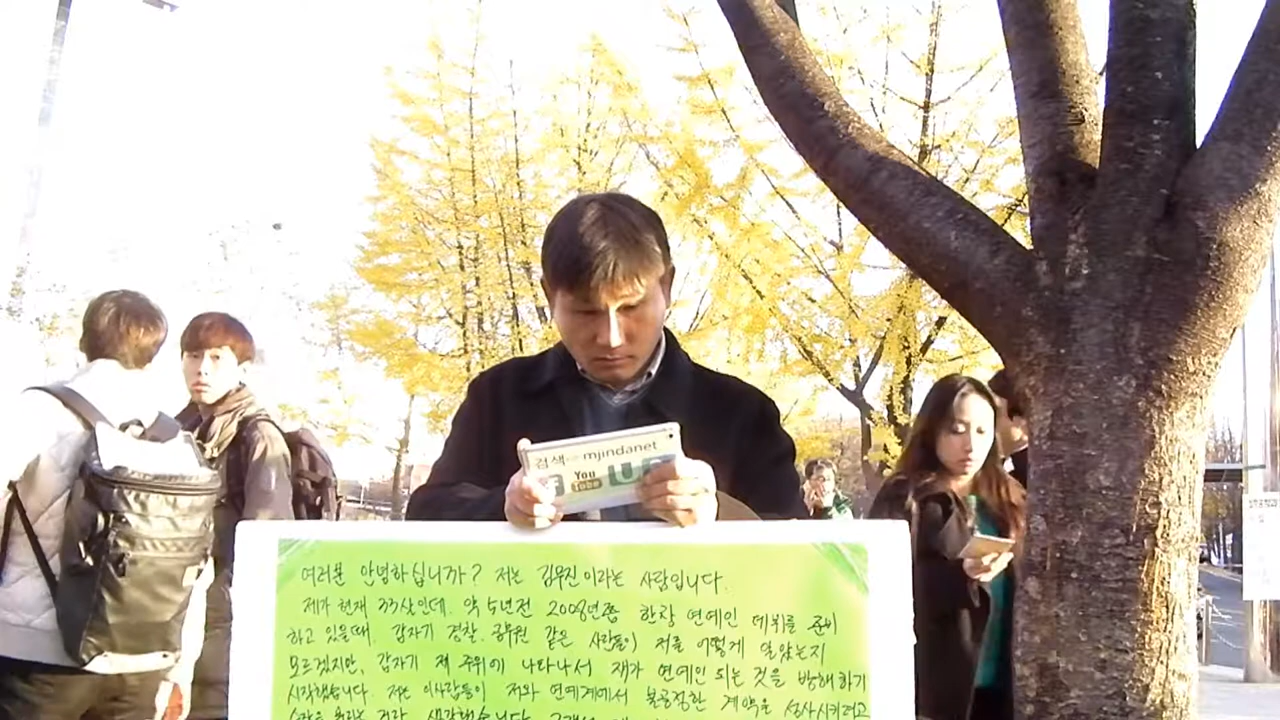 검색 mjindanet
f You Tube U
여러분 안녕하십니까? 저는 김우진이라는 사람입니다.
제가 현재 33살인데. 약 5년전 2008년쯤 한창 연예인 데뷔를 준비
하고 있을때. 갑자기 경찰. 공무원 같은 사람들이 저를 어떻게 알았는지
모르겠지만, 갑자기 제 주위에 나타나서 제가 연예인 되는 것을 방해하기
시작했습니다. 저는 이사람들이 저와 연예계에서 불공정한 계약을 성사시키려고
생각했습니다.